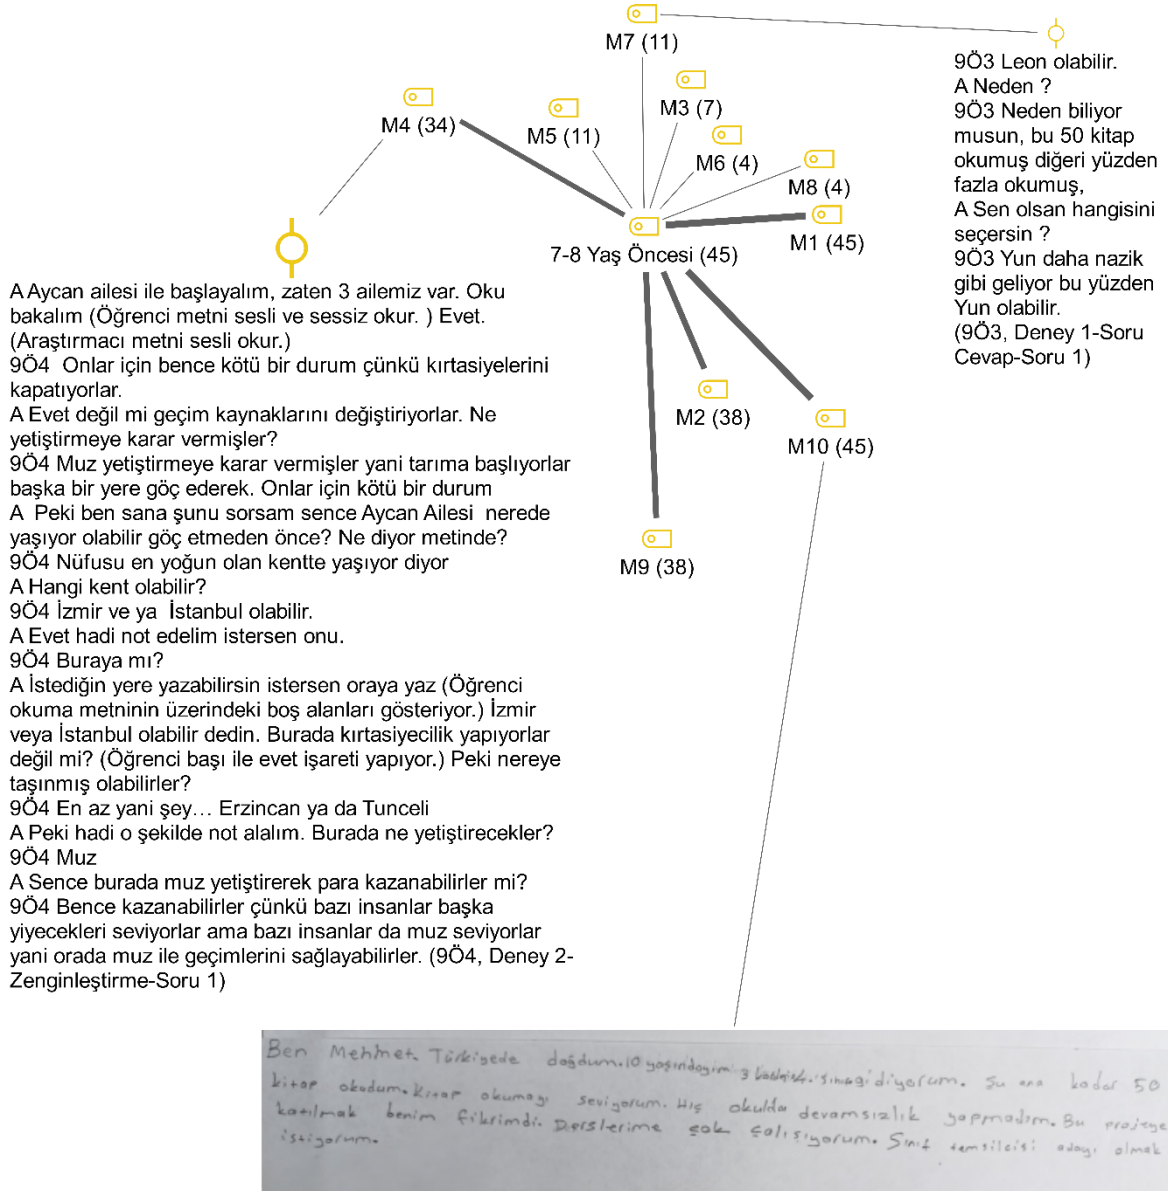 M7 (11)
M4 (34)
M5 (11)
M3 (7)
M6 (4)
M8 (4)
M1 (45)
7-8 Yaş Öncesi (45)
M2 (38)
M10 (45)
M9 (38)
9Ö3 Leon olabilir.
A Neden ?
9Ö3 Neden biliyor
musun, bu 50 kitap
okumuş diğeri yüzden
fazla okumuş,
A Sen olsan hangisini
seçersin ?
9Ö3 Yun daha nazik
gibi geliyor bu yüzden
Yun olabilir.
(9Ö3, Deney 1-Soru
Cevap-Soru 1)
A Aycan ailesi ile başlayalım, zaten 3 ailemiz var. Oku
bakalım (Öğrenci metni sesli ve sessiz okur. ) Evet.
(Araştırmacı metni sesli okur.)
9Ö4  Onlar için bence kötü bir durum çünkü kırtasiyelerini
kapatıyorlar.
A Evet değil mi geçim kaynaklarını değiştiriyorlar. Ne
yetiştirmeye karar vermişler?
9Ö4 Muz yetiştirmeye karar vermişler yani tarıma başlıyorlar
başka bir yere göç ederek. Onlar için kötü bir durum
A  Peki ben sana şunu sorsam sence Aycan Ailesi  nerede
yaşıyor olabilir göç etmeden önce? Ne diyor metinde?
9Ö4 Nüfusu en yoğun olan kentte yaşıyor diyor
A Hangi kent olabilir?
9Ö4 İzmir ve ya  İstanbul olabilir.
A Evet hadi not edelim istersen onu.
9Ö4 Buraya mı?
A İstediğin yere yazabilirsin istersen oraya yaz (Öğrenci
okuma metninin üzerindeki boş alanları gösteriyor.) İzmir
veya İstanbul olabilir dedin. Burada kırtasiyecilik yapıyorlar
değil mi? (Öğrenci başı ile evet işareti yapıyor.) Peki nereye
taşınmış olabilirler?
9Ö4 En az yani şey… Erzincan ya da Tunceli
A Peki hadi o şekilde not alalım. Burada ne yetiştirecekler?
9Ö4 Muz
A Sence burada muz yetiştirerek para kazanabilirler mi?
9Ö4 Bence kazanabilirler çünkü bazı insanlar başka
yiyecekleri seviyorlar ama bazı insanlar da muz seviyorlar
yani orada muz ile geçimlerini sağlayabilirler. (9Ö4, Deney 2-
Zenginleştirme-Soru 1)
Ben Mehmet. Türkiyede doğdum. 10 yaşındayım. 3 diyorum. Şu ana kadar 50
kitap okudum. Kitap okumayı seviyorum. Hiç okulda devamsızlık yapmadım. Bu projeye
katılmak benim fikrimdi. Derslerime çok çalışıyorum. Sınıf temsilcisi adayı olmak
istiyorum.